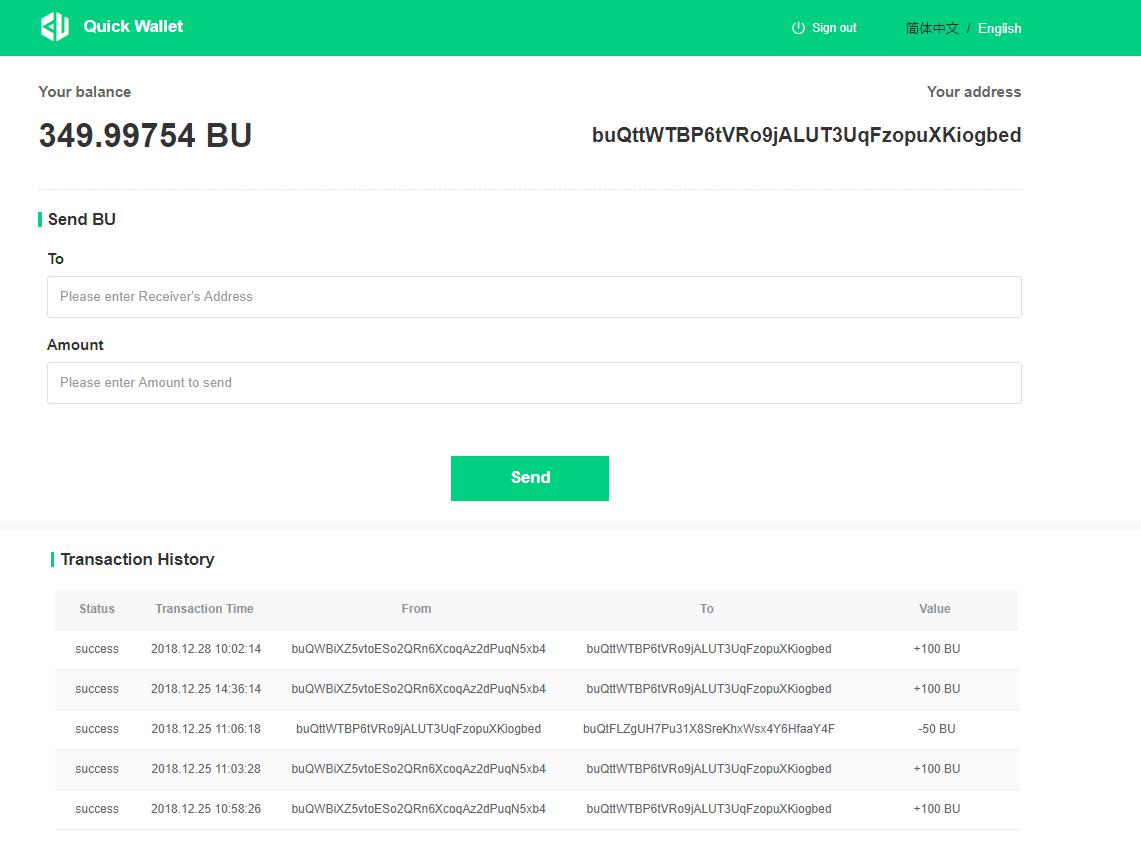 Quick Wallet
Sign out 简体中文 / English
Your balance Your address
349.99754 BU buQttWTBP6tVRo9jALUT3UqFzopuXKiogbed
Send BU
To
Please enter Receiver's Address
Amount
Please enter Amount to send
Send
Transaction History
Status Transaction Time From To Value
success 2018.12.28 10:02:14 buQWBiXZ5vtoESo2QRn6XcoqAz2dPuqN5xb4 buQttWTBP6tVRo9jALUT3UqFzopuXKiogbed +100 BU
success 2018.12.25 14:36:14 buQWBiXZ5vtoESo2QRn6XcoqAz2dPuqN5xb4 buQttWTBP6tVRo9jALUT3UqFzopuXKiogbed +100 BU
success 2018.12.25 11:06:18 buQttWTBP6tVRo9jALUT3UqFzopuXKiogbed buQtFLZgUH7Pu31X8SreKhxWsx4Y6HfaaY4F -50 BU
success 2018.12.25 11:03:28 buQWBiXZ5vtoESo2QRn6XcoqAz2dPuqN5xb4 buQttWTBP6tVRo9jALUT3UqFzopuXKiogbed +100 BU
success 2018.12.25 10:58:26 buQWBiXZ5vtoESo2QRn6XcoqAz2dPuqN5xb4 buQttWTBP6tVRo9jALUT3UqFzopuXKiogbed +100 BU